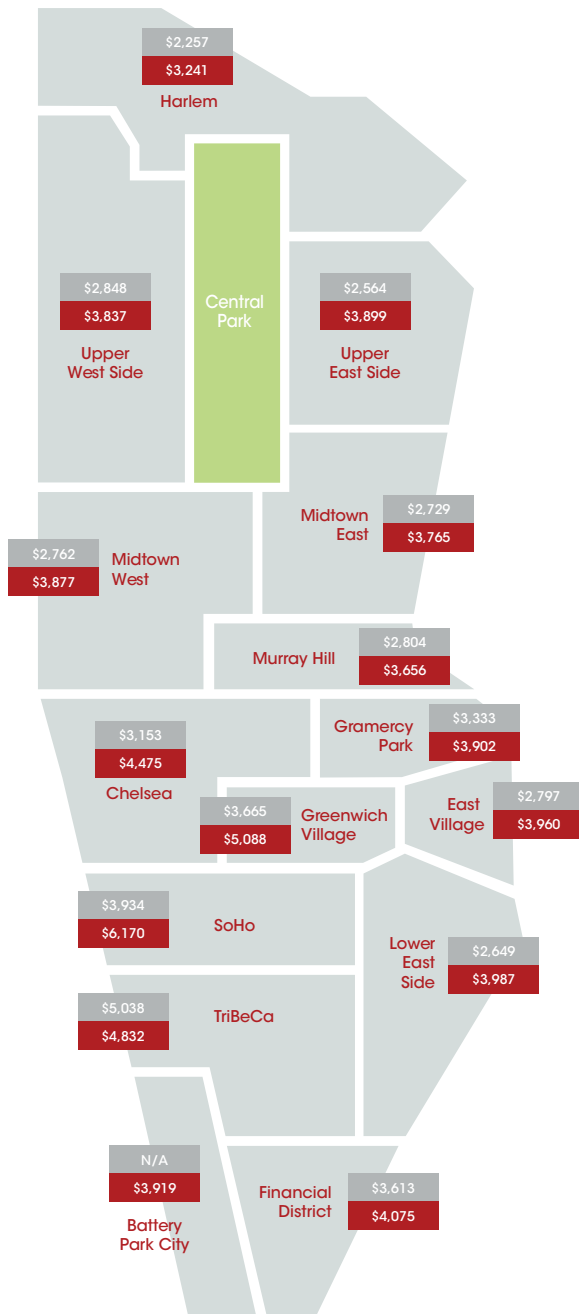 $2,257
$3,241
Harlem
$2,848
$3,837
Upper
West Side
Central
Park
$2,564
$3,899
Upper
East Side
Midtown
East
$2,729
$3,765
$2,762
$3,877
Midtown
West
Murray Hill
$2,804
$3,656
$3,153
$4,475
Chelsea
Gramercy
Park
$3,333
$3,902
$3,665
$5,088
Greenwich
Village
East
Village
$2,797
$3,960
$3,934
$6,170
SoHo
Lower
East
Side
$2,649
$3,987
$5,038
$4,832
TriBeCa
N/A
$3,919
Battery
Park City
Financial
District
$3,613
$4,075